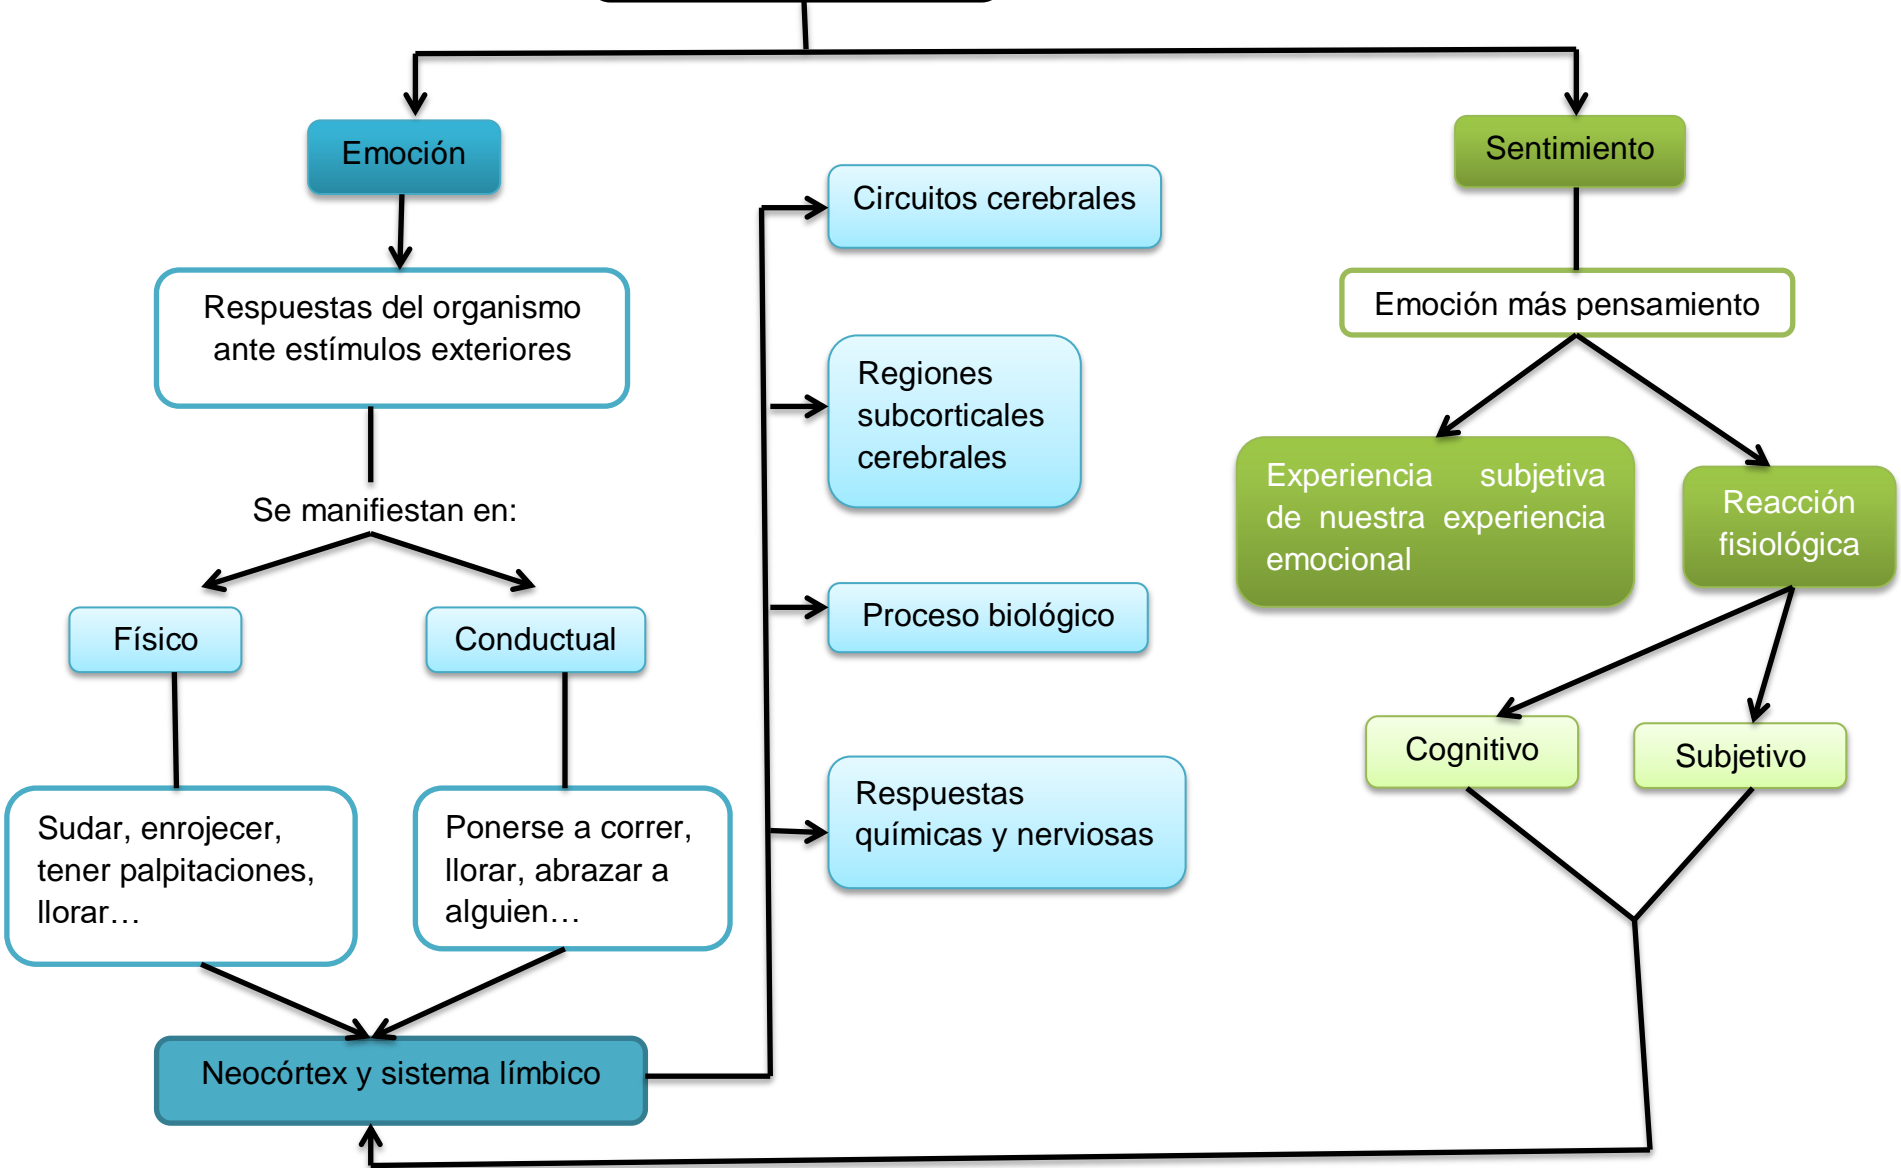 Emoción
Sentimiento
Circuitos cerebrales
Respuestas del organismo
ante estímulos exteriores
Emoción más pensamiento
Regiones
subcorticales
cerebrales
Experiencia subjetiva
de nuestra experiencia
emocional
Reacción
fisiológica
Se manifiestan en:
Físico
Conductual
Proceso biológico
Cognitivo
Subjetivo
Sudar, enrojecer,
tener palpitaciones,
llorar…
Ponerse a correr,
llorar, abrazar a
alguien…
Respuestas
químicas y nerviosas
Neocórtex y sistema límbico